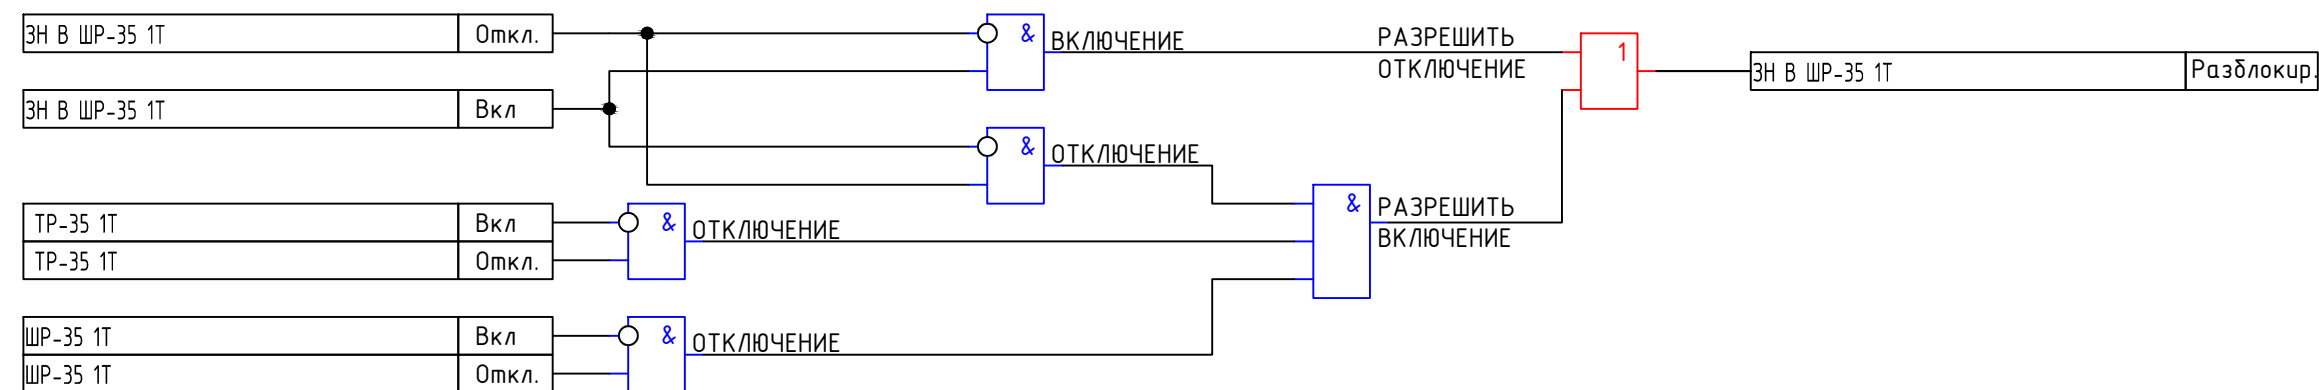 ЗН В ШР-35 1Т Откл.
& ВКЛЮЧЕНИЕ
РАЗРЕШИТЬ
ОТКЛЮЧЕНИЕ
1
ЗН В ШР-35 1Т Разблокир.
ЗН В ШР-35 1Т Вкл
& ОТКЛЮЧЕНИЕ
ТР-35 1Т Вкл
& ОТКЛЮЧЕНИЕ
ТР-35 1Т Откл.
& РАЗРЕШИТЬ
ВКЛЮЧЕНИЕ
ШР-35 1Т Вкл
& ОТКЛЮЧЕНИЕ
ШР-35 1Т Откл.